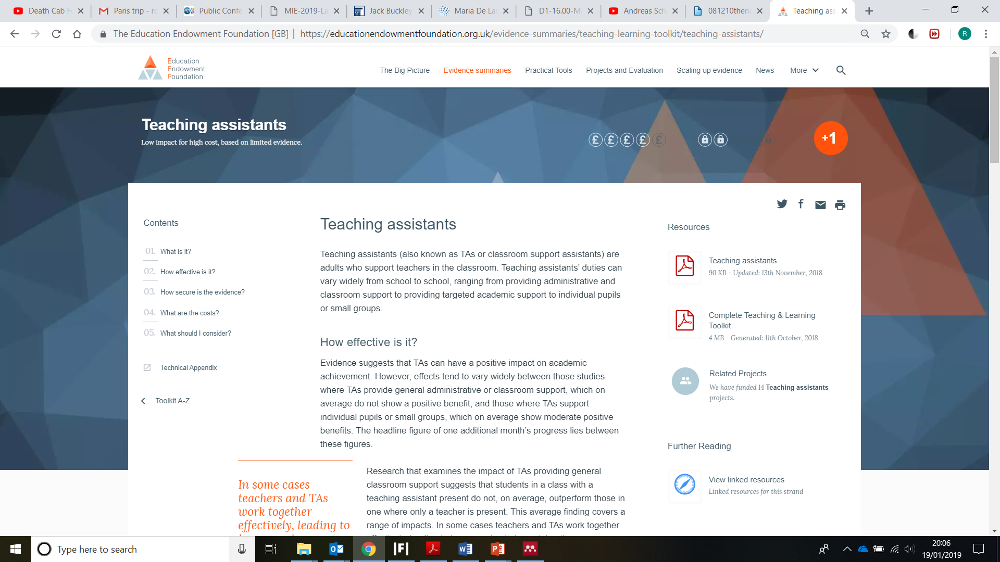 Death Cab F
Paris trip - ro
Public Confe
MIE-2019-La
Jack Buckley
Maria De La
D1-16.00-M
Andreas Sch
081210then
Teaching ass
The Education Endowment Foundation [GB] | https://educationendowmentfoundation.org.uk/evidence-summaries/teaching-learning-toolkit/teaching-assistants/
R
Education
Endowment
Foundation
The Big Picture
Evidence summaries
Practical Tools
Projects and Evaluation
Scaling up evidence
News
More
Teaching assistants
Low impact for high cost, based on limited evidence.
£ £ £ £ £
+1
Contents
01. What is it?
02. How effective is it?
03. How secure is the evidence?
04. What are the costs?
05. What should I consider?
Technical Appendix
Toolkit A-Z
Teaching assistants
Teaching assistants (also known as TAs or classroom support assistants) are
adults who support teachers in the classroom. Teaching assistants’ duties can
vary widely from school to school, ranging from providing administrative and
classroom support to providing targeted academic support to individual pupils
or small groups.
How effective is it?
Evidence suggests that TAs can have a positive impact on academic
achievement. However, effects tend to vary widely between those studies
where TAs provide general administrative or classroom support, which on
average do not show a positive benefit, and those where TAs support
individual pupils or small groups, which on average show moderate positive
benefits. The headline figure of one additional month’s progress lies between
these figures.
In some cases
teachers and TAs
work together
effectively, leading to
Research that examines the impact of TAs providing general
classroom support suggests that students in a class with a
teaching assistant present do not, on average, outperform those in
one where only a teacher is present. This average finding covers a
range of impacts. In some cases teachers and TAs work together
Resources
Teaching assistants
90 KB - Updated: 13th November, 2018
Complete Teaching & Learning
Toolkit
4 MB - Generated: 11th October, 2018
Related Projects
We have funded 14 Teaching assistants
projects.
Further Reading
View linked resources
Linked resources for this strand
Type here to search
20:06
19/01/2019